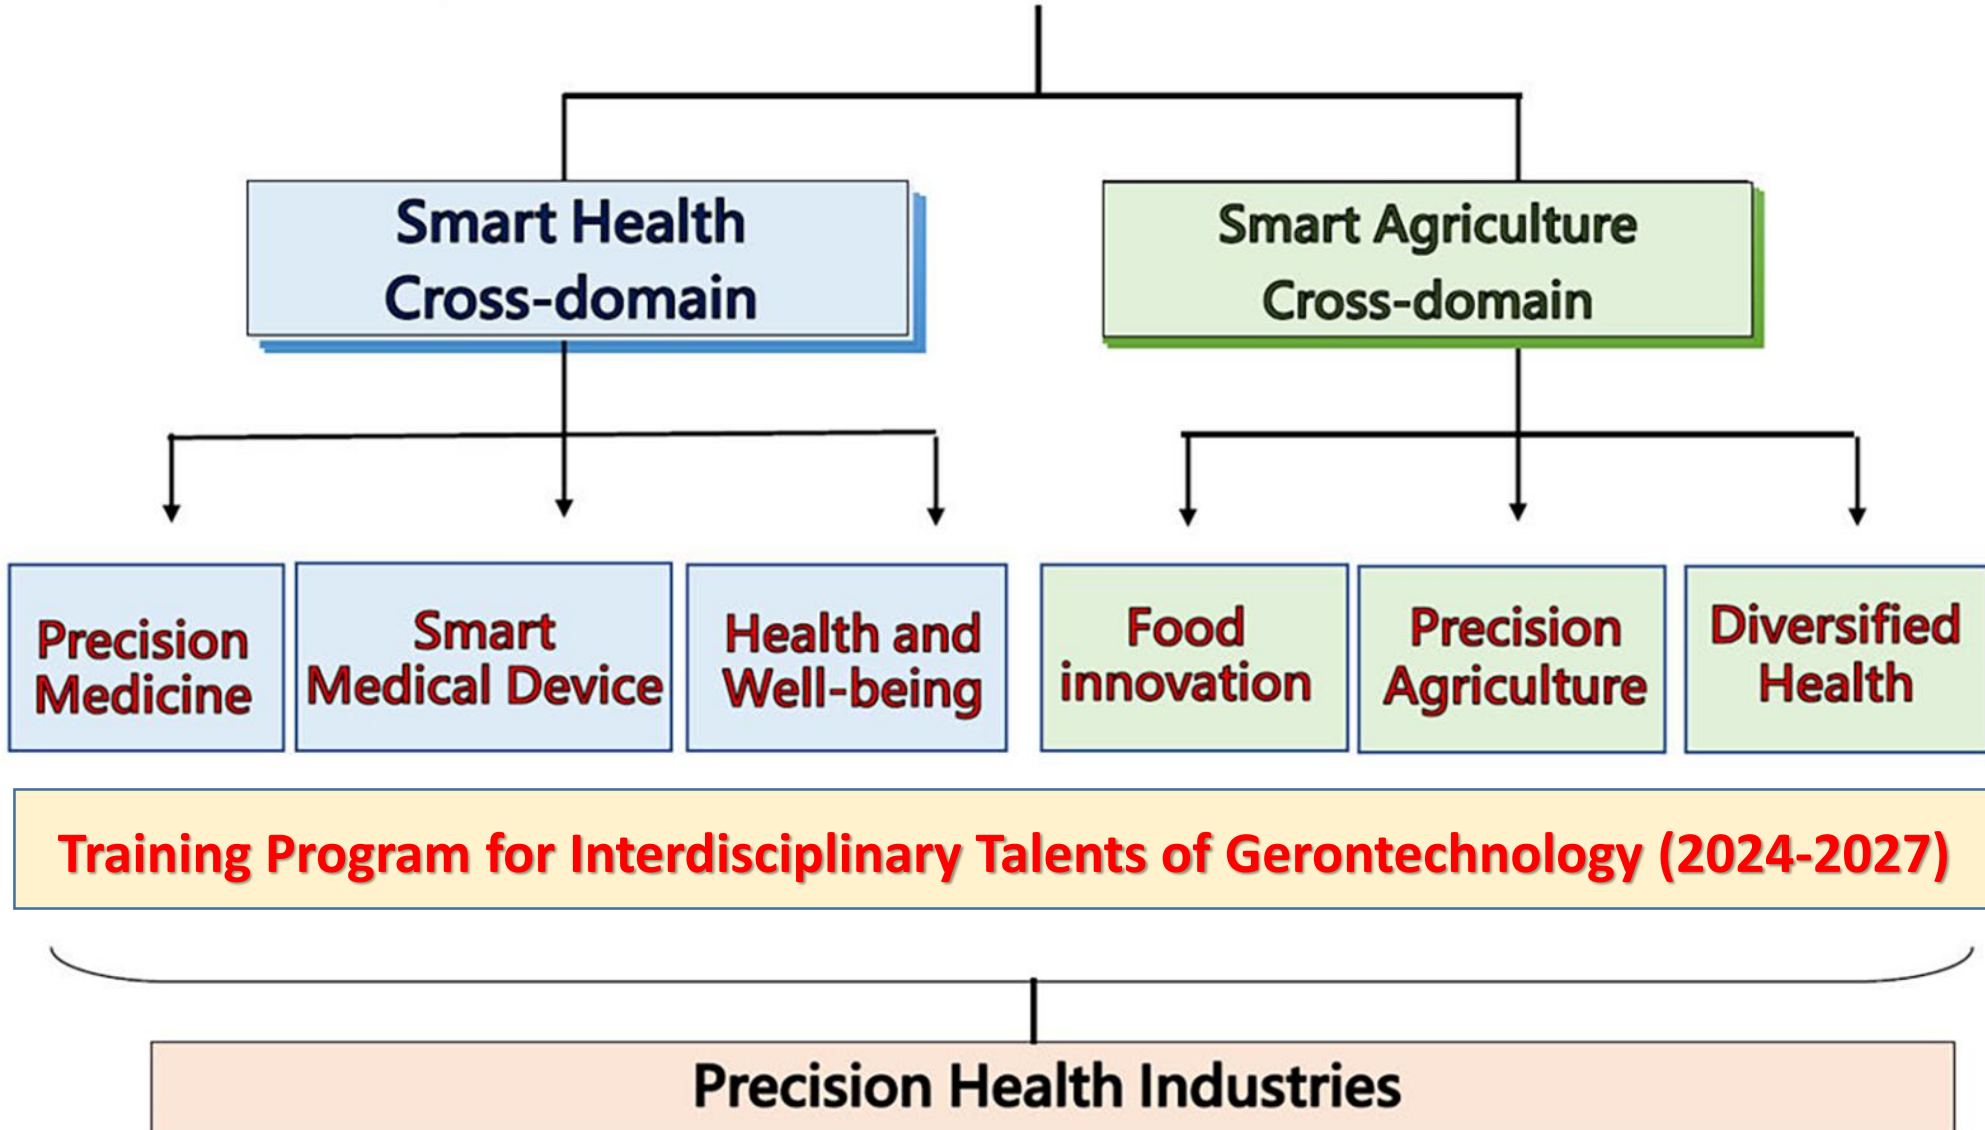 Smart Health
Cross-domain
Smart Agriculture
Cross-domain
Precision
Medicine
Smart
Medical Device
Health and
Well-being
Food
innovation
Precision
Agriculture
Diversified
Health
Training Program for Interdisciplinary Talents of Gerontechnology (2024-2027)
Precision Health Industries